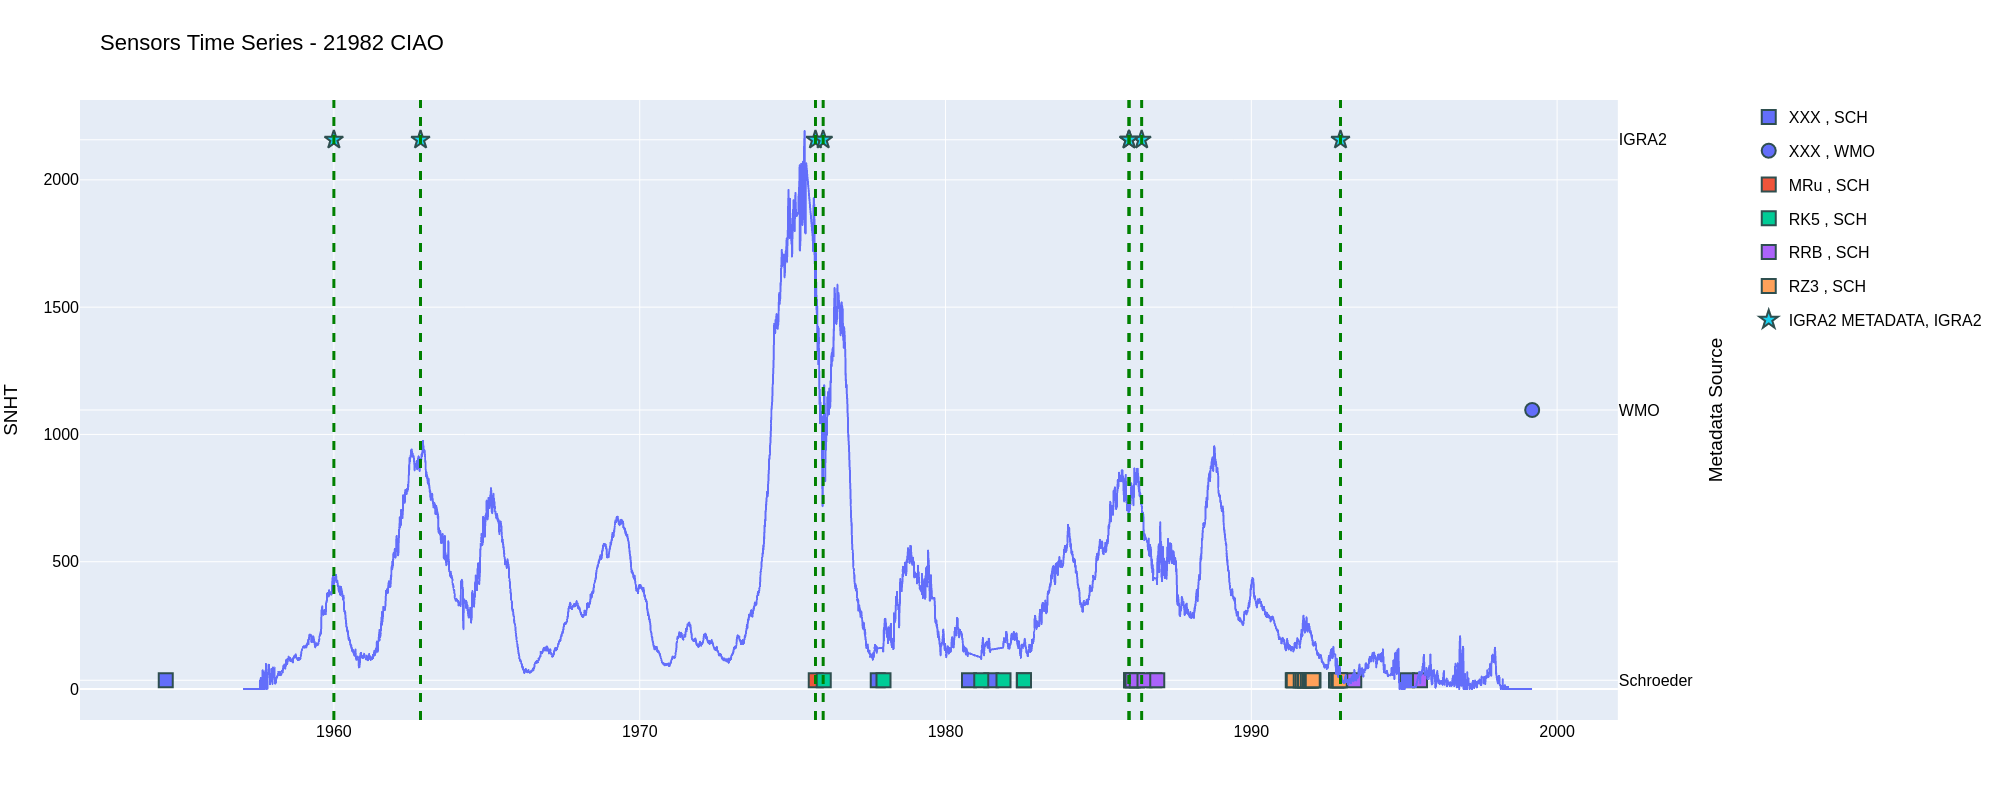 Sensors Time Series - 21982 CIAO
SNHT
2000
1500
1000
500
0
1960
1970
1980
1990
2000
IGRA2
WMO
Schroeder
Metadata Source
XXX , SCH
XXX , WMO
MRu , SCH
RK5 , SCH
RRB , SCH
RZ3 , SCH
IGRA2 METADATA, IGRA2